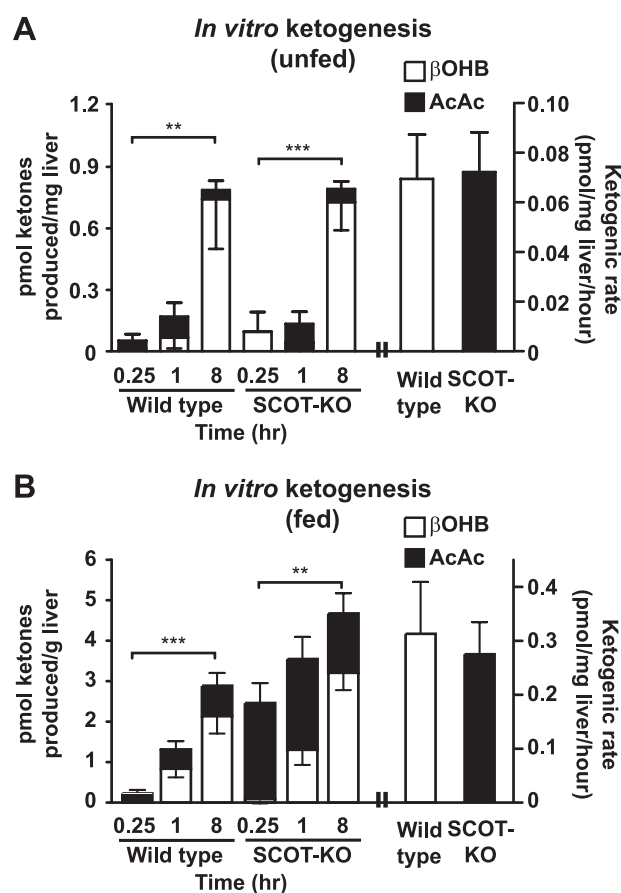 A
In vitro ketogenesis
(unfed)
βOHB
AcAc
pmol ketones
produced/mg liver
1.2
0.9
0.6
0.3
0
**
***
0.10
0.08
0.06
0.04
0.02
0
Ketogenic rate
(pmol/mg liver/hour)
0.25 1 8 0.25 1 8
Wild type SCOT-KO
Time (hr)
Wild SCOT-
type KO
B
In vitro ketogenesis
(fed)
βOHB
AcAc
pmol ketones
produced/g liver
6
5
4
3
2
1
0
***
**
0.4
0.3
0.2
0.1
0
Ketogenic rate
(pmol/mg liver/hour)
0.25 1 8 0.25 1 8
Wild type SCOT-KO
Time (hr)
Wild SCOT-
type KO